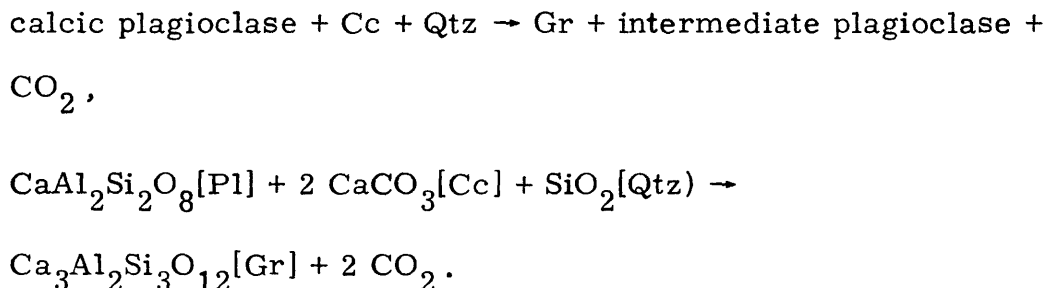 calcic plagioclase + Cc + Qtz → Gr + intermediate plagioclase +
CO₂ ,
CaAl₂Si₂O₈[Pl] + 2 CaCO₃[Cc] + SiO₂[Qtz) →
Ca₃Al₂Si₃O₁₂[Gr] + 2 CO₂ .